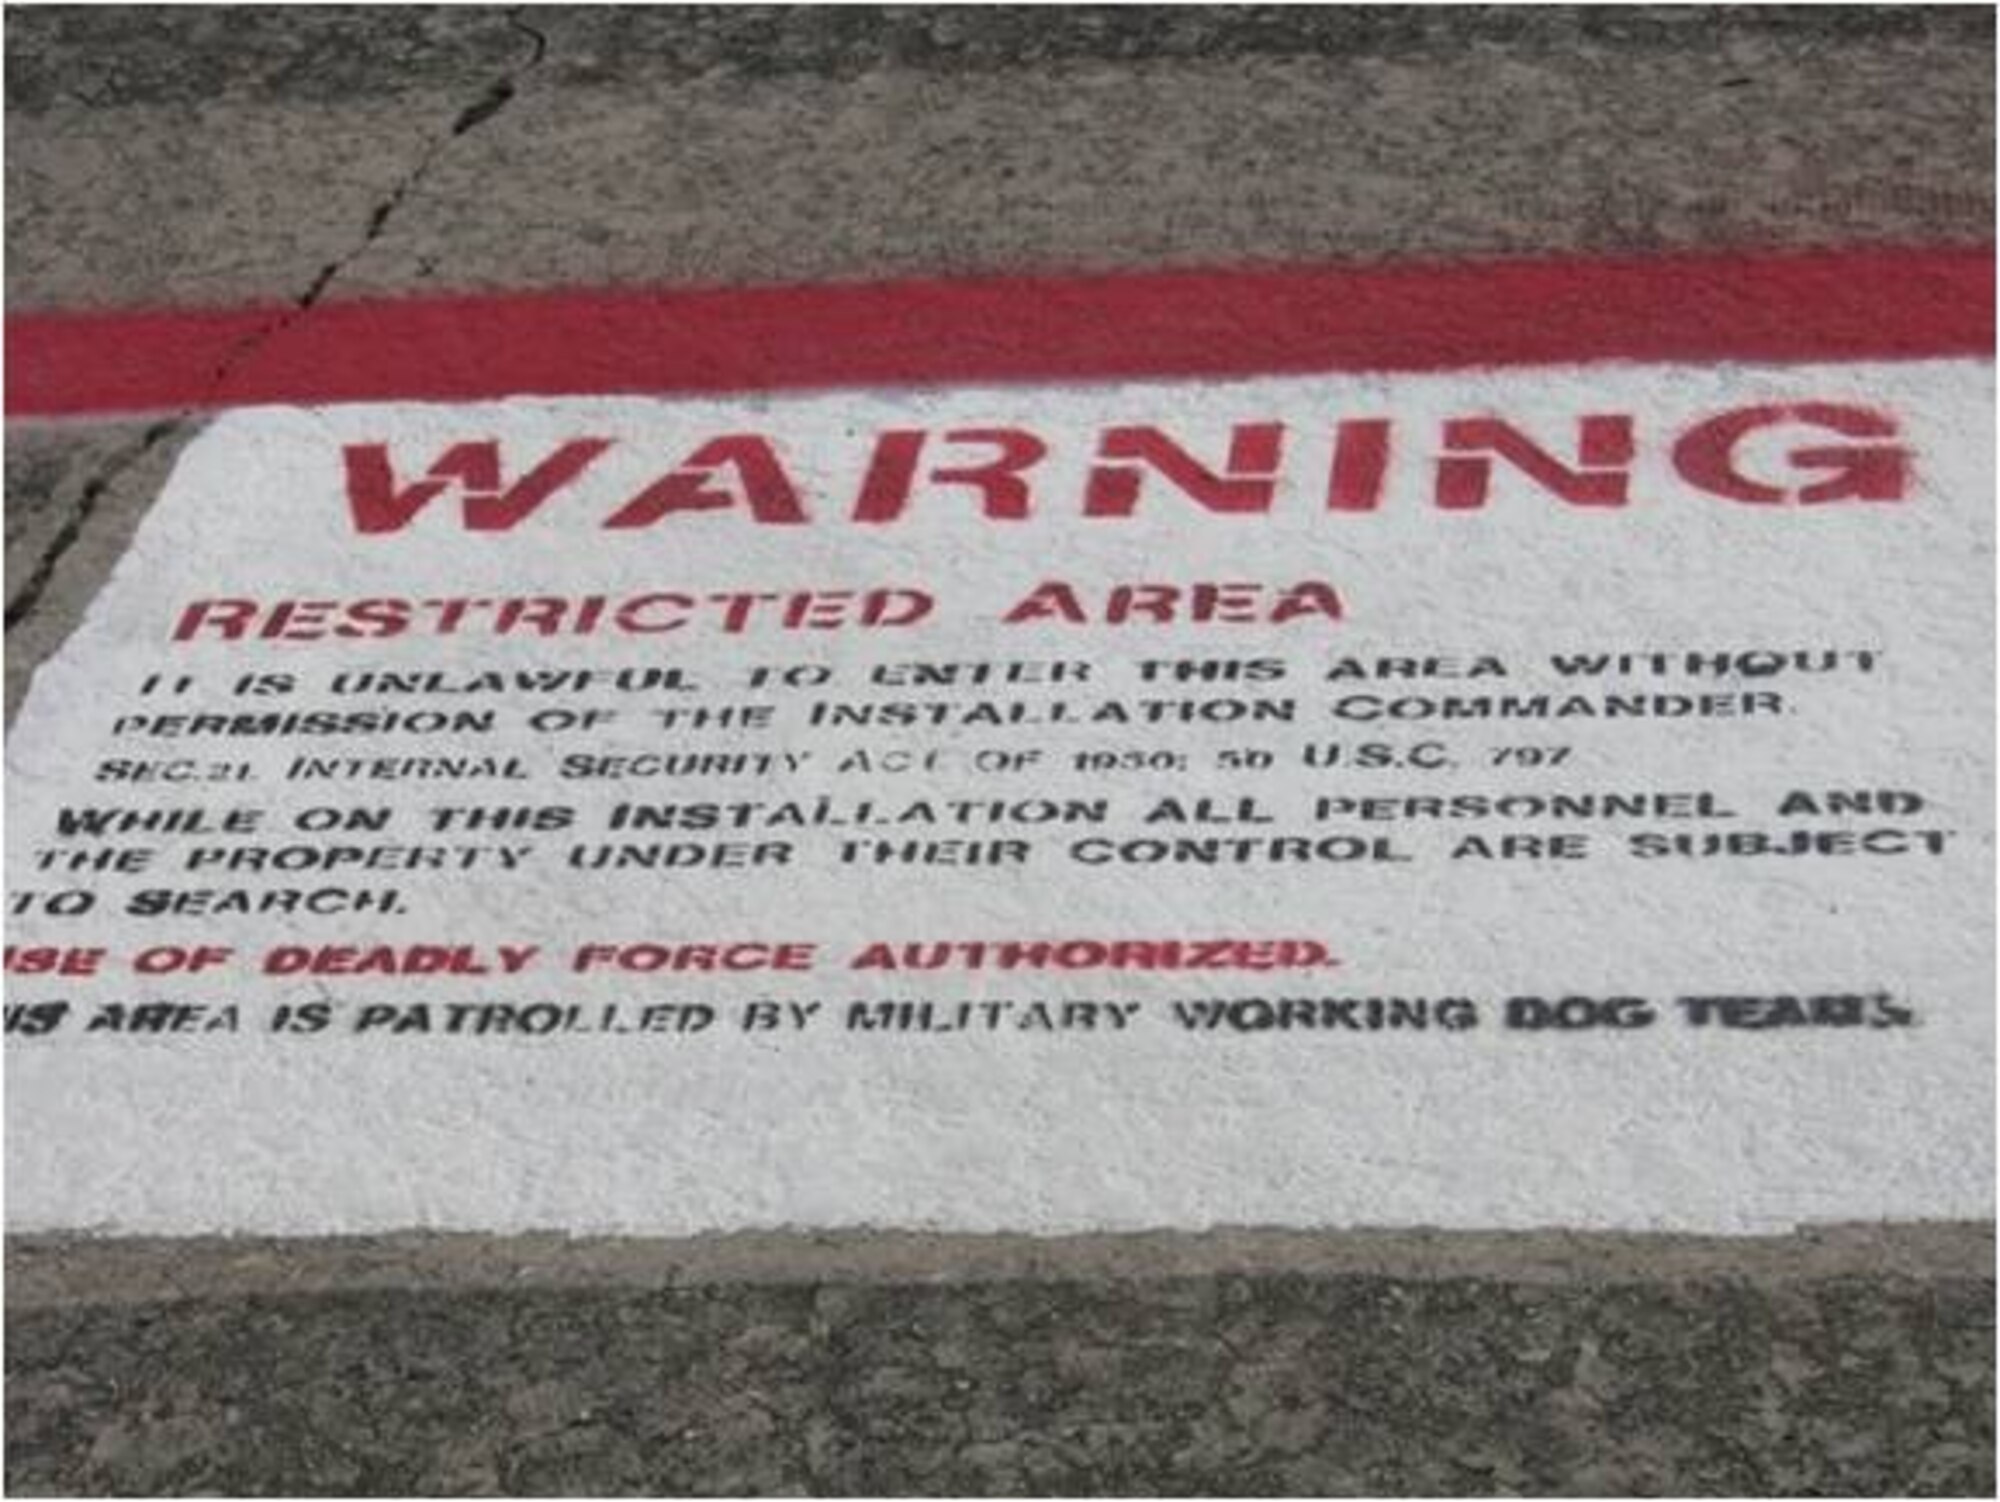 WARNING
RESTRICTED AREA
IT IS UNLAWFUL TO ENTER THIS AREA WITHOUT
PERMISSION OF THE INSTALLATION COMMANDER.
SEC.21. INTERNAL SECURITY ACT OF 1950; 50 U.S.C. 797
WHILE ON THIS INSTALLATION ALL PERSONNEL AND
THE PROPERTY UNDER THEIR CONTROL ARE SUBJECT
TO SEARCH.
USE OF DEADLY FORCE AUTHORIZED.
IS AREA IS PATROLLED BY MILITARY WORKING DOG TEAMS.